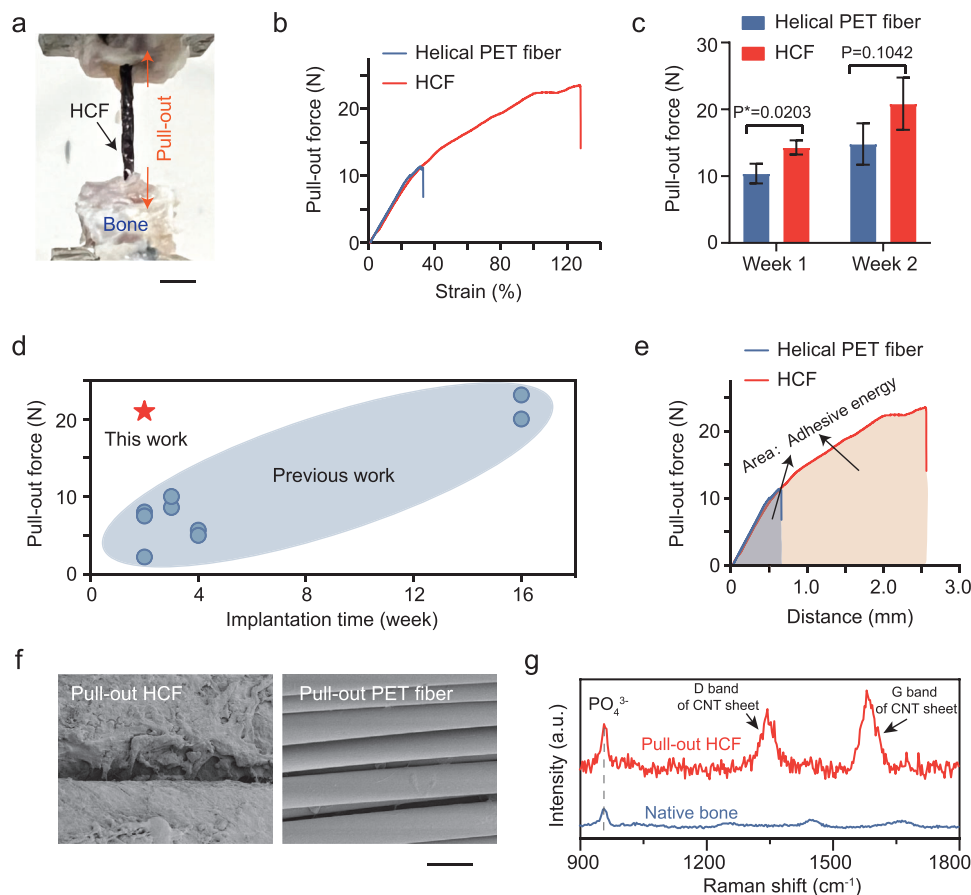 a
HCF
Pull-out
Bone
b
Helical PET fiber
HCF
Pull-out force (N)
20
10
0
0
40
80
120
Strain (%)
c
Helical PET fiber
HCF
Pull-out force (N)
30
20
10
0
P*=0.0203
P=0.1042
Week 1
Week 2
d
Pull-out force (N)
20
10
0
This work
Previous work
0
4
8
12
16
Implantation time (week)
e
Helical PET fiber
HCF
Pull-out force (N)
20
10
0
Area: Adhesive energy
0
1.0
2.0
3.0
Distance (mm)
f
Pull-out HCF
Pull-out PET fiber
g
Intensity (a.u.)
PO₄³⁻
D band
of CNT sheet
G band
of CNT sheet
Pull-out HCF
Native bone
900
1200
1500
1800
Raman shift (cm⁻¹)